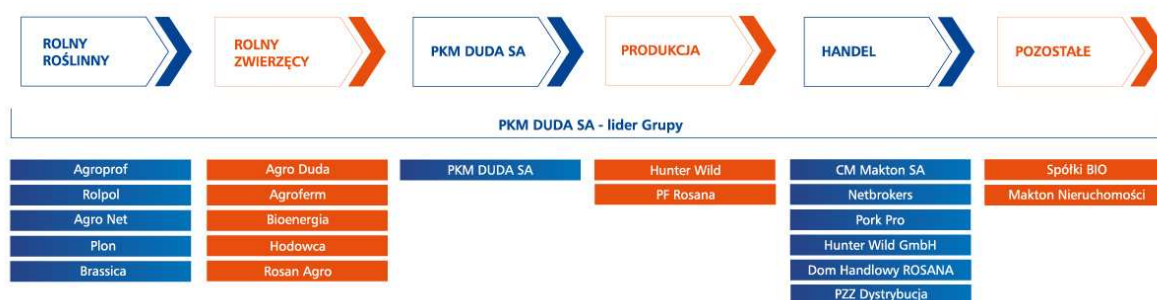 ROLNY
ROŚLINNY
ROLNY
ZWIERZĘCY
PKM DUDA SA
PRODUKCJA
HANDEL
POZOSTAŁE
PKM DUDA SA - lider Grupy
Agroprof
Rolpol
Agro Net
Plon
Brassica
Agro Duda
Agroferm
Bioenergia
Hodowca
Rosan Agro
PKM DUDA SA
Hunter Wild
PF Rosana
CM Makton SA
Netbrokers
Pork Pro
Hunter Wild GmbH
Dom Handlowy ROSANA
PZZ Dystrybucja
Spółki BIO
Makton Nieruchomości